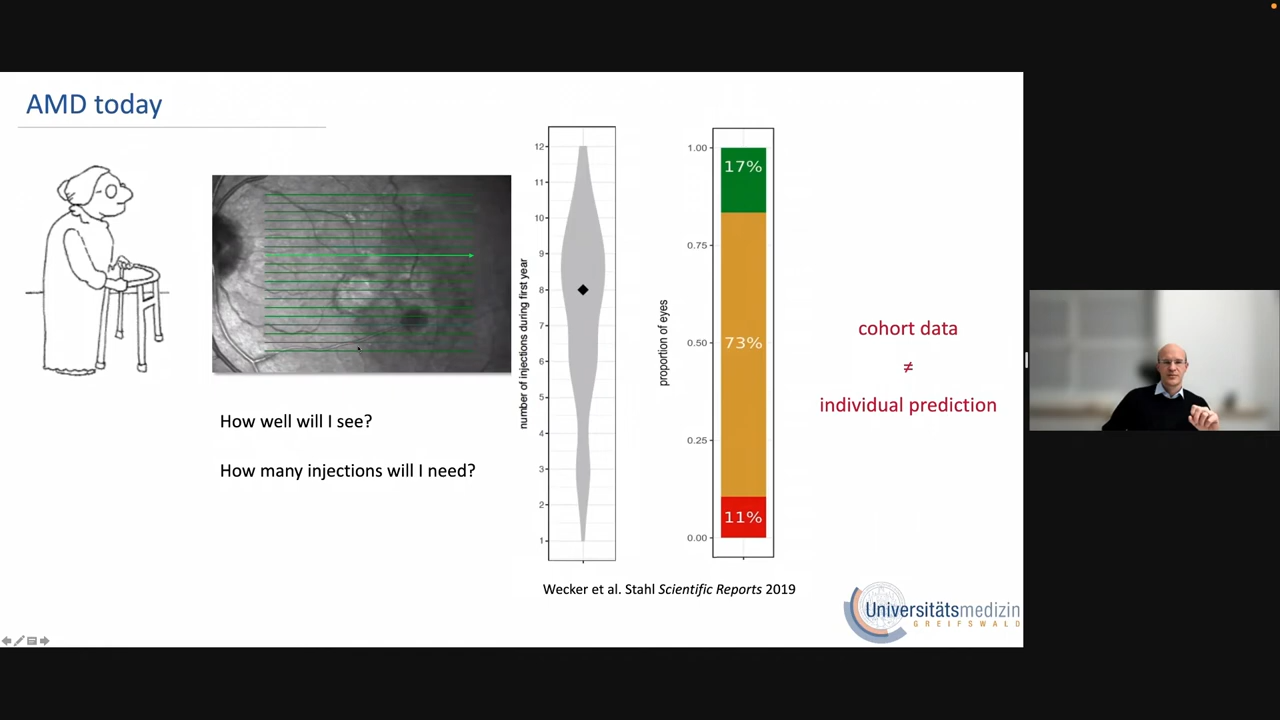 AMD today
How well will I see?
How many injections will I need?
number of injections during first year
12
11
10
9
8
7
6
5
4
3
2
1
proportion of eyes
1.00
0.75
0.50
0.25
0.00
17%
73%
11%
cohort data
≠
individual prediction
Wecker et al. Stahl Scientific Reports 2019
Universitätsmedizin
GREIFSWALD